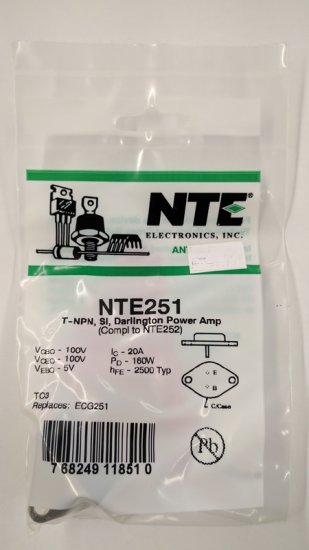 NTE
ELECTRONICS, INC.
ANT
NTE251
T-NPN, Si, Darlington Power Amp
(Compl to NTE252)
VCBO - 100V IC - 20A
VCEO - 100V PD - 160W
VEBO - 5V hFE - 2500 Typ
TO3
Replaces: ECG251
E
B
C/Case
Pb
7 68249 11851 0